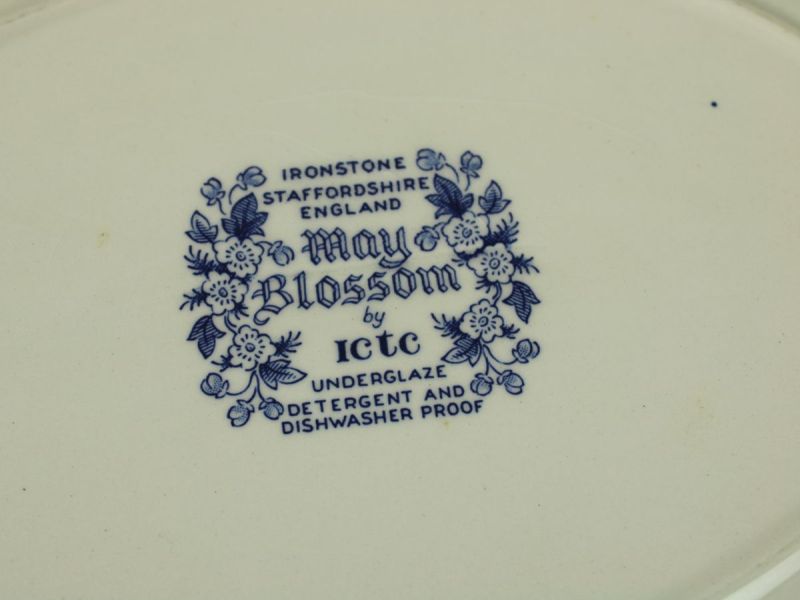 IRONSTONE
STAFFORDSHIRE
ENGLAND
May
Blossom
by
ICTC
UNDERGLAZE
DETERGENT AND
DISHWASHER PROOF